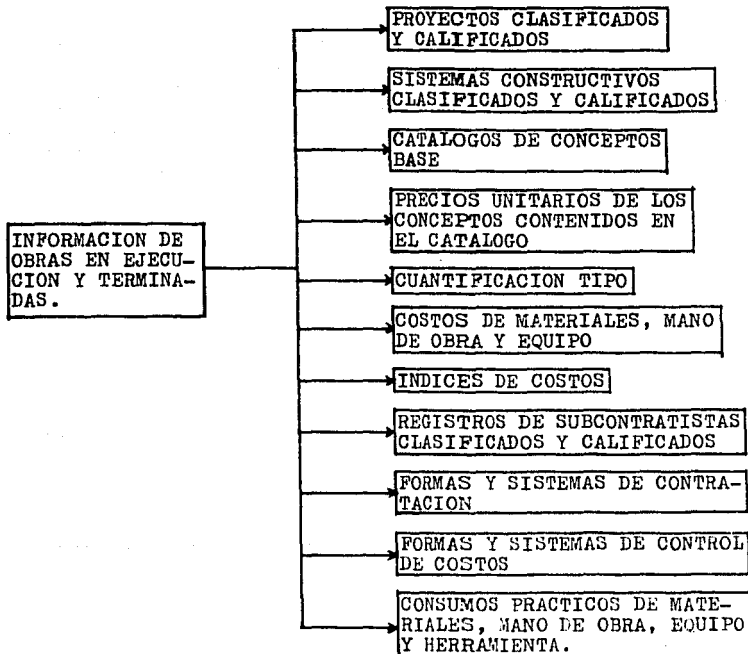 PROYECTOS CLASIFICADOS
Y CALIFICADOS
SISTEMAS CONSTRUCTIVOS
CLASIFICADOS Y CALIFICADOS
CATALOGOS DE CONCEPTOS
BASE
PRECIOS UNITARIOS DE LOS
CONCEPTOS CONTENIDOS EN
EL CATALOGO
INFORMACION DE
OBRAS EN EJECU-
CION Y TERMINA-
DAS.
CUANTIFICACION TIPO
COSTOS DE MATERIALES, MANO
DE OBRA Y EQUIPO
INDICES DE COSTOS
REGISTROS DE SUBCONTRATISTAS
CLASIFICADOS Y CALIFICADOS
FORMAS Y SISTEMAS DE CONTRA-
TACION
FORMAS Y SISTEMAS DE CONTROL
DE COSTOS
CONSUMOS PRACTICOS DE MATE-
RIALES, MANO DE OBRA, EQUIPO
Y HERRAMIENTA.